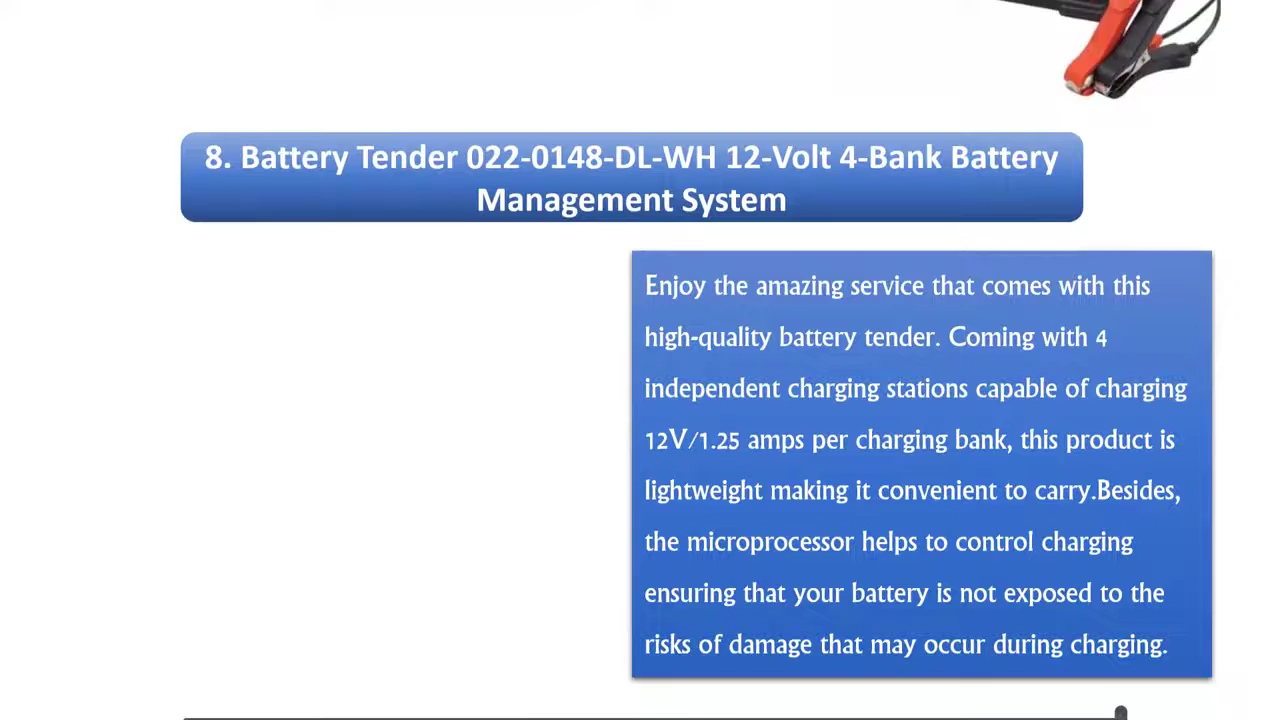 8. Battery Tender 022-0148-DL-WH 12-Volt 4-Bank Battery
Management System
Enjoy the amazing service that comes with this
high-quality battery tender. Coming with 4
independent charging stations capable of charging
12V/1.25 amps per charging bank, this product is
lightweight making it convenient to carry.Besides,
the microprocessor helps to control charging
ensuring that your battery is not exposed to the
risks of damage that may occur during charging.